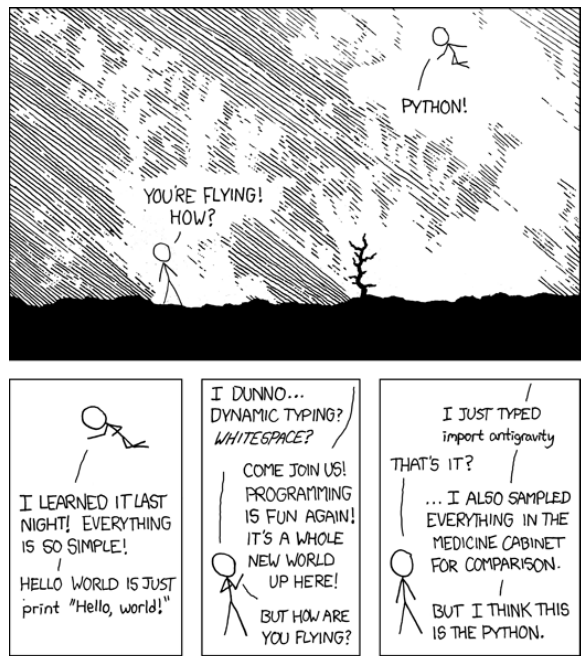 YOU'RE FLYING!
HOW?
PYTHON!
I LEARNED IT LAST
NIGHT! EVERYTHING
IS SO SIMPLE!
HELLO WORLD IS JUST
print "Hello, world!"
I DUNNO...
DYNAMIC TYPING?
WHITESPACE?
COME JOIN US!
PROGRAMMING
IS FUN AGAIN!
IT'S A WHOLE
NEW WORLD
UP HERE!
BUT HOW ARE
YOU FLYING?
I JUST TYPED
import antigravity
THAT'S IT?
... I ALSO SAMPLED
EVERYTHING IN THE
MEDICINE CABINET
FOR COMPARISON.
BUT I THINK THIS
IS THE PYTHON.